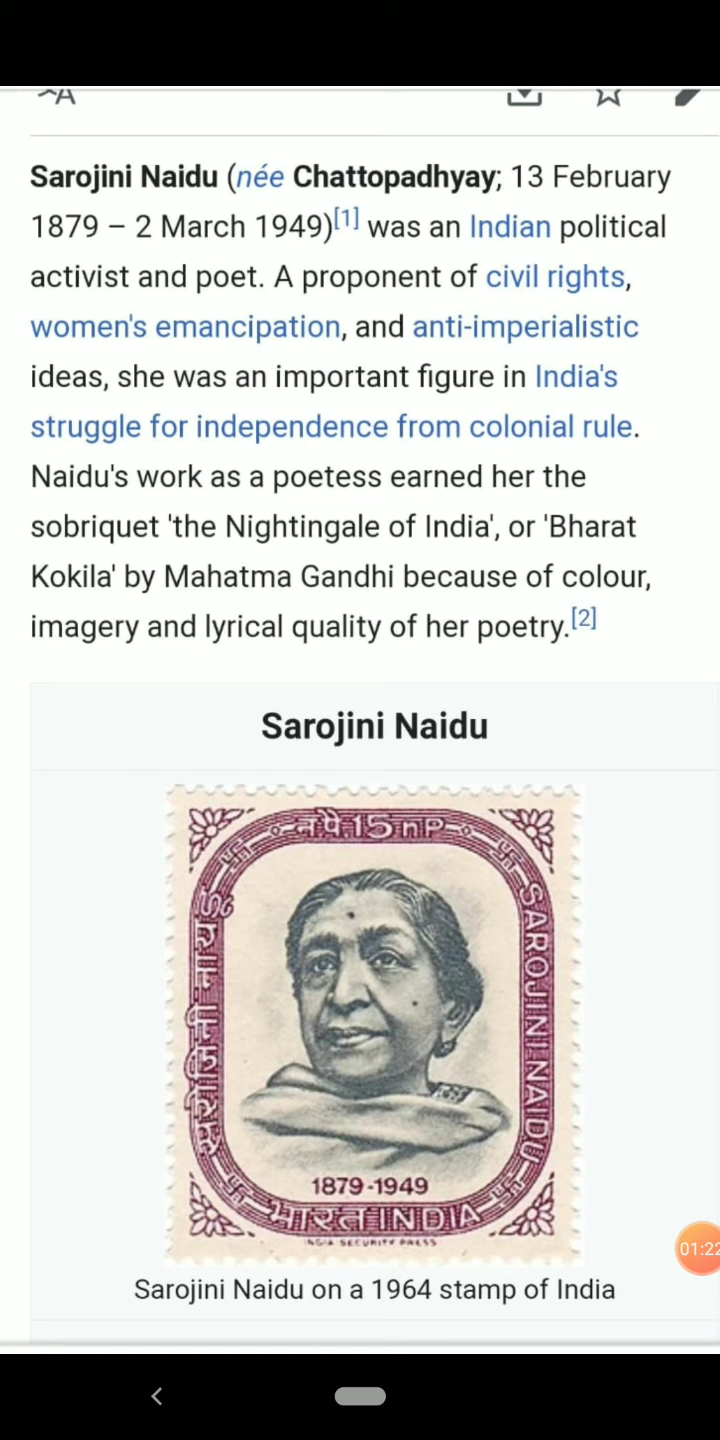 Sarojini Naidu (née Chattopadhyay; 13 February
1879 – 2 March 1949)[1] was an Indian political
activist and poet. A proponent of civil rights,
women's emancipation, and anti-imperialistic
ideas, she was an important figure in India's
struggle for independence from colonial rule.
Naidu's work as a poetess earned her the
sobriquet 'the Nightingale of India', or 'Bharat
Kokila' by Mahatma Gandhi because of colour,
imagery and lyrical quality of her poetry.[2]
Sarojini Naidu
न.पै.15 nP
सरोजिनी नायडू
SAROJINI NAIDU
1879-1949
भारत INDIA
INDIA SECURITY PRESS
Sarojini Naidu on a 1964 stamp of India
01:22